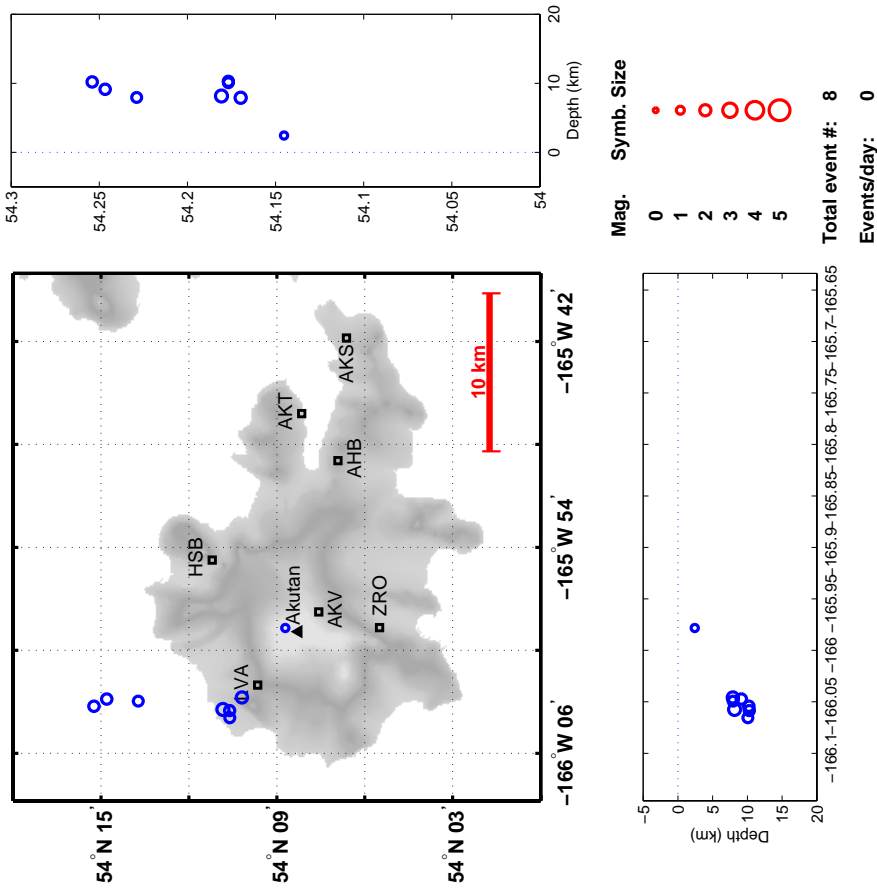 54.3
54.25
54.2
54.15
54.1
54.05
54
0
10
20
Depth (km)
Mag. Symb. Size
0
1
2
3
4
5
Total event #: 8
Events/day: 0
54°N 15'
54°N 09'
54°N 03'
−166°W 06'
−165°W 54'
−165°W 42'
HSB
AKT
AKS
AHB
Akutan
AKV
ZRO
10 km
−5
0
5
10
15
20
Depth (km)
−166.1−166.05 −166 −165.95 −165.9−165.85−165.8−165.75−165.7−165.65